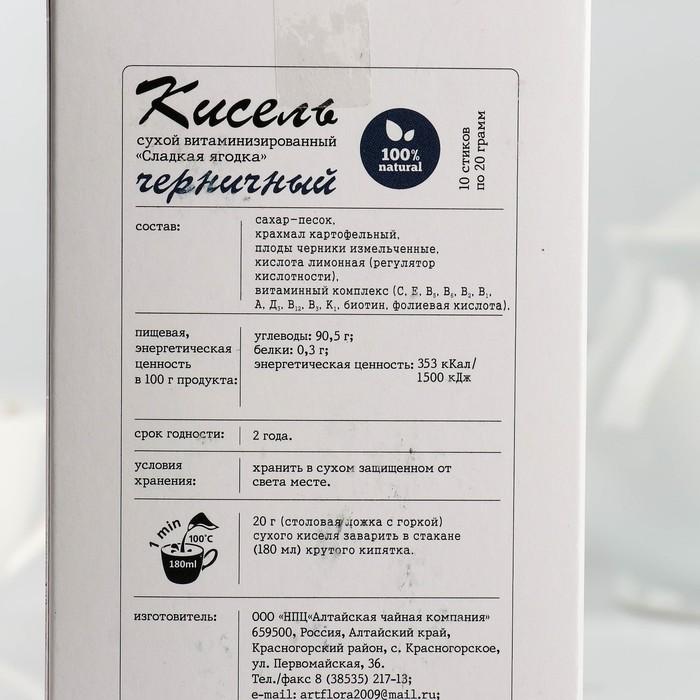 Кисель
сухой витаминизированный
«Сладкая ягодка»
черничный
100%
natural
10 стиков
по 20 грамм
состав:
сахар-песок,
крахмал картофельный,
плоды черники измельченные,
кислота лимонная (регулятор
кислотности),
витаминный комплекс (С, Е, В₅, В₆, В₂, В₁,
А, Д₃, В₁₂, В₃, К₁, биотин, фолиевая кислота).
пищевая,
энергетическая
ценность
в 100 г продукта:
углеводы: 90,5 г;
белки: 0,3 г;
энергетическая ценность: 353 кКал/
1500 кДж
срок годности:
2 года.
условия
хранения:
хранить в сухом защищенном от
света месте.
1 min
100°C
180ml
20 г (столовая ложка с горкой)
сухого киселя заварить в стакане
(180 мл) крутого кипятка.
изготовитель:
ООО «НПЦ«Алтайская чайная компания"
659500, Россия, Алтайский край,
Красногорский район, с. Красногорское,
ул. Первомайская, 36.
Тел./факс 8 (38535) 217-13;
e-mail: artflora2009@mail.ru;